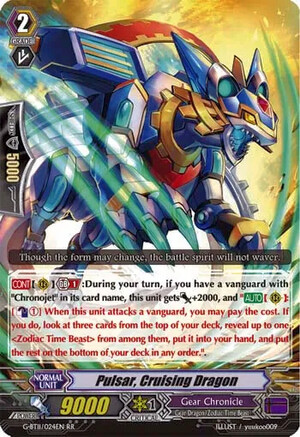 2
GRADE
5000
Though the form may change, the battle spirit will not waver.
CONT [ ] 1 GB 1 :During your turn, if you have a vanguard with
"Chronojet" in its card name, this unit gets +2000, and "AUTO [ ] :
[ (1)] When this unit attacks a vanguard, you may pay the cost. If
you do, look at three cards from the top of your deck, reveal up to one
<Zodiac Time Beast> from among them, put it into your hand, and put
the rest on the bottom of your deck in any order.".
NORMAL UNIT
Pulsar, Cruising Dragon
POWER
9000
1
CRITICAL
Gear Chronicle
Gear Dragon/Zodiac Time Beast
G-BT11/024EN RR
ILLUST /